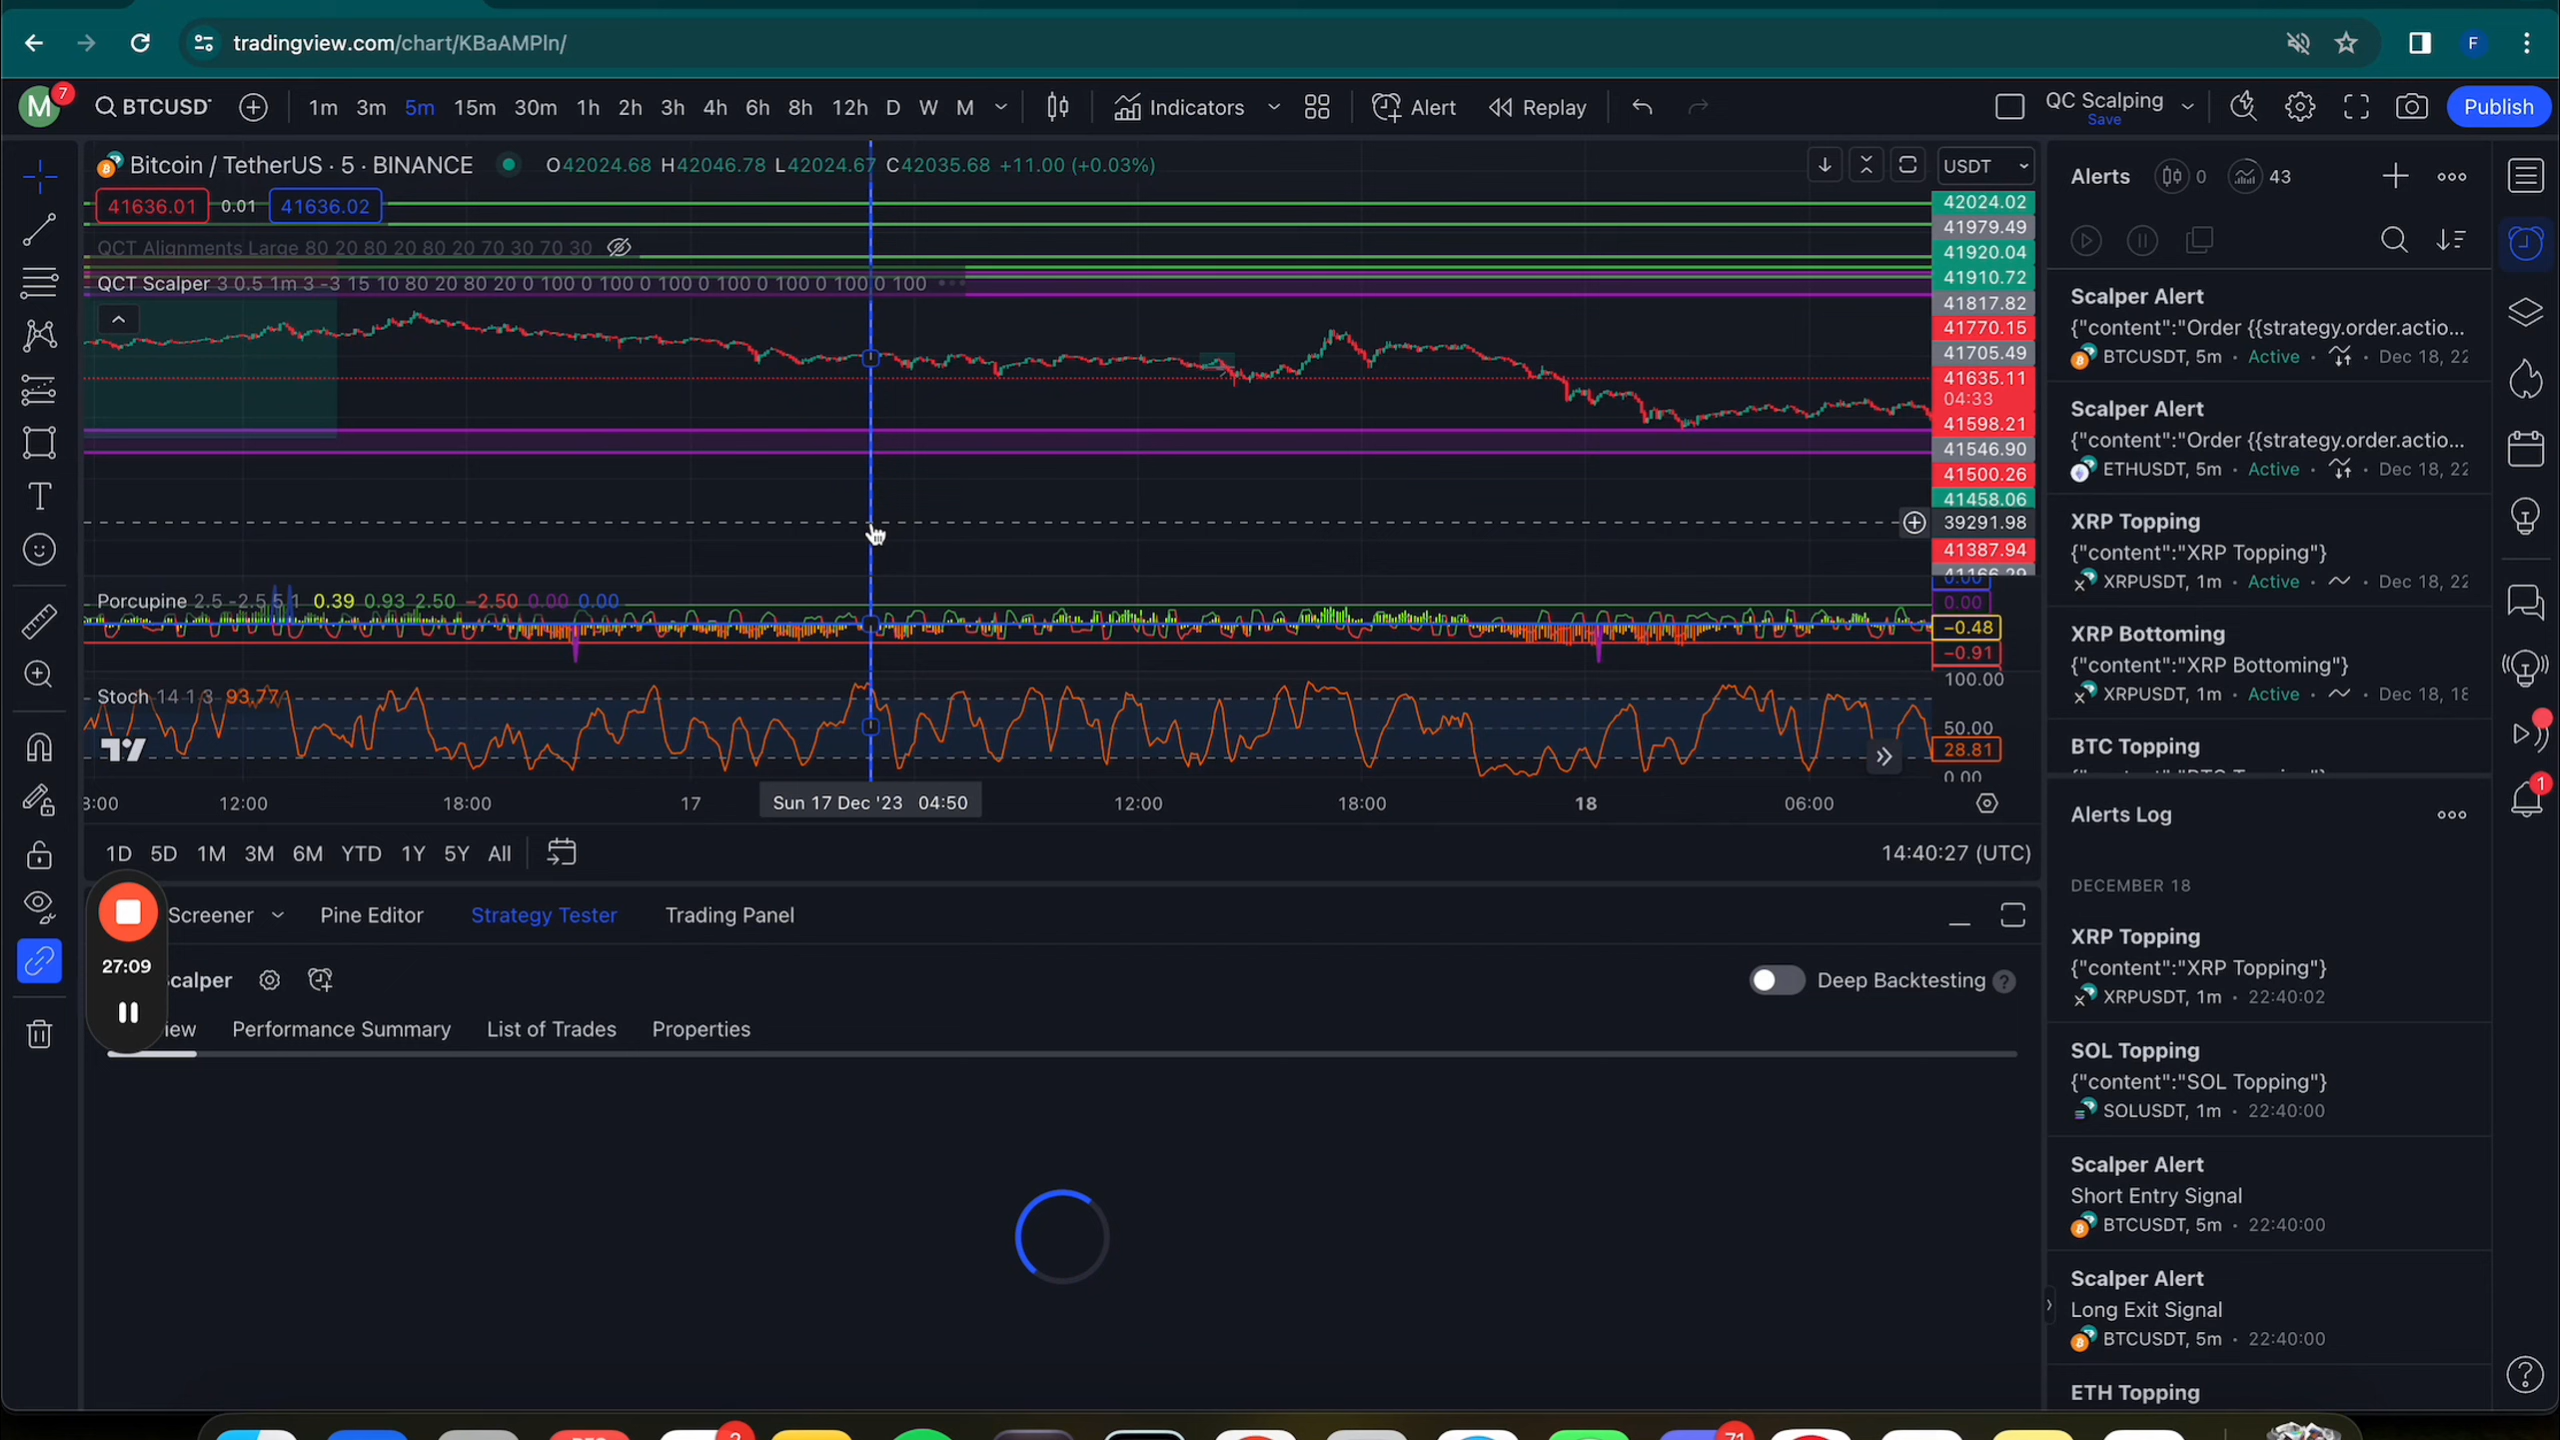 tradingview.com/chart/KBaAMPln/
M 7 BTCUSD 1m 3m 5m 15m 30m 1h 2h 3h 4h 6h 8h 12h D W M Indicators Alert Replay QC Scalping Save Publish
Bitcoin / TetherUS · 5 · BINANCE O42024.68 H42046.78 L42024.67 C42035.68 +11.00 (+0.03%) USDT
41636.01 0.01 41636.02
QCT Alignments Large 80 20 80 20 80 20 70 30 70 30
QCT Scalper 3 0.5 1m 3 -3 15 10 80 20 80 20 0 100 0 100 0 100 0 100 0 100 0 100 0 100
42024.02
41979.49
41920.04
41910.72
41817.82
41770.15
41705.49
41635.11
04:33
41598.21
41546.90
41500.26
41458.06
39291.98
41387.94
41166.29
Porcupine 2.5 -2.5 5 1 0.39 0.93 2.50 −2.50 0.00 0.00
0.00
0.00
−0.48
−0.91
Stoch 14 1 3 93.77
100.00
50.00
28.81
0.00
12:00 18:00 17 Sun 17 Dec '23 04:50 12:00 18:00 18 06:00
1D 5D 1M 3M 6M YTD 1Y 5Y All 14:40:27 (UTC)
Screener Pine Editor Strategy Tester Trading Panel
27:09
calper Deep Backtesting ?
iew Performance Summary List of Trades Properties
Alerts 0 43
Scalper Alert
{"content":"Order {{strategy.order.actio...
BTCUSDT, 5m · Active · Dec 18, 22
Scalper Alert
{"content":"Order {{strategy.order.actio...
ETHUSDT, 5m · Active · Dec 18, 22
XRP Topping
{"content":"XRP Topping"}
XRPUSDT, 1m · Active · Dec 18, 22
XRP Bottoming
{"content":"XRP Bottoming"}
XRPUSDT, 1m · Active · Dec 18, 18
BTC Topping
Alerts Log
DECEMBER 18
XRP Topping
{"content":"XRP Topping"}
XRPUSDT, 1m · 22:40:02
SOL Topping
{"content":"SOL Topping"}
SOLUSDT, 1m · 22:40:00
Scalper Alert
Short Entry Signal
BTCUSDT, 5m · 22:40:00
Scalper Alert
Long Exit Signal
BTCUSDT, 5m · 22:40:00
ETH Topping
F
1
71